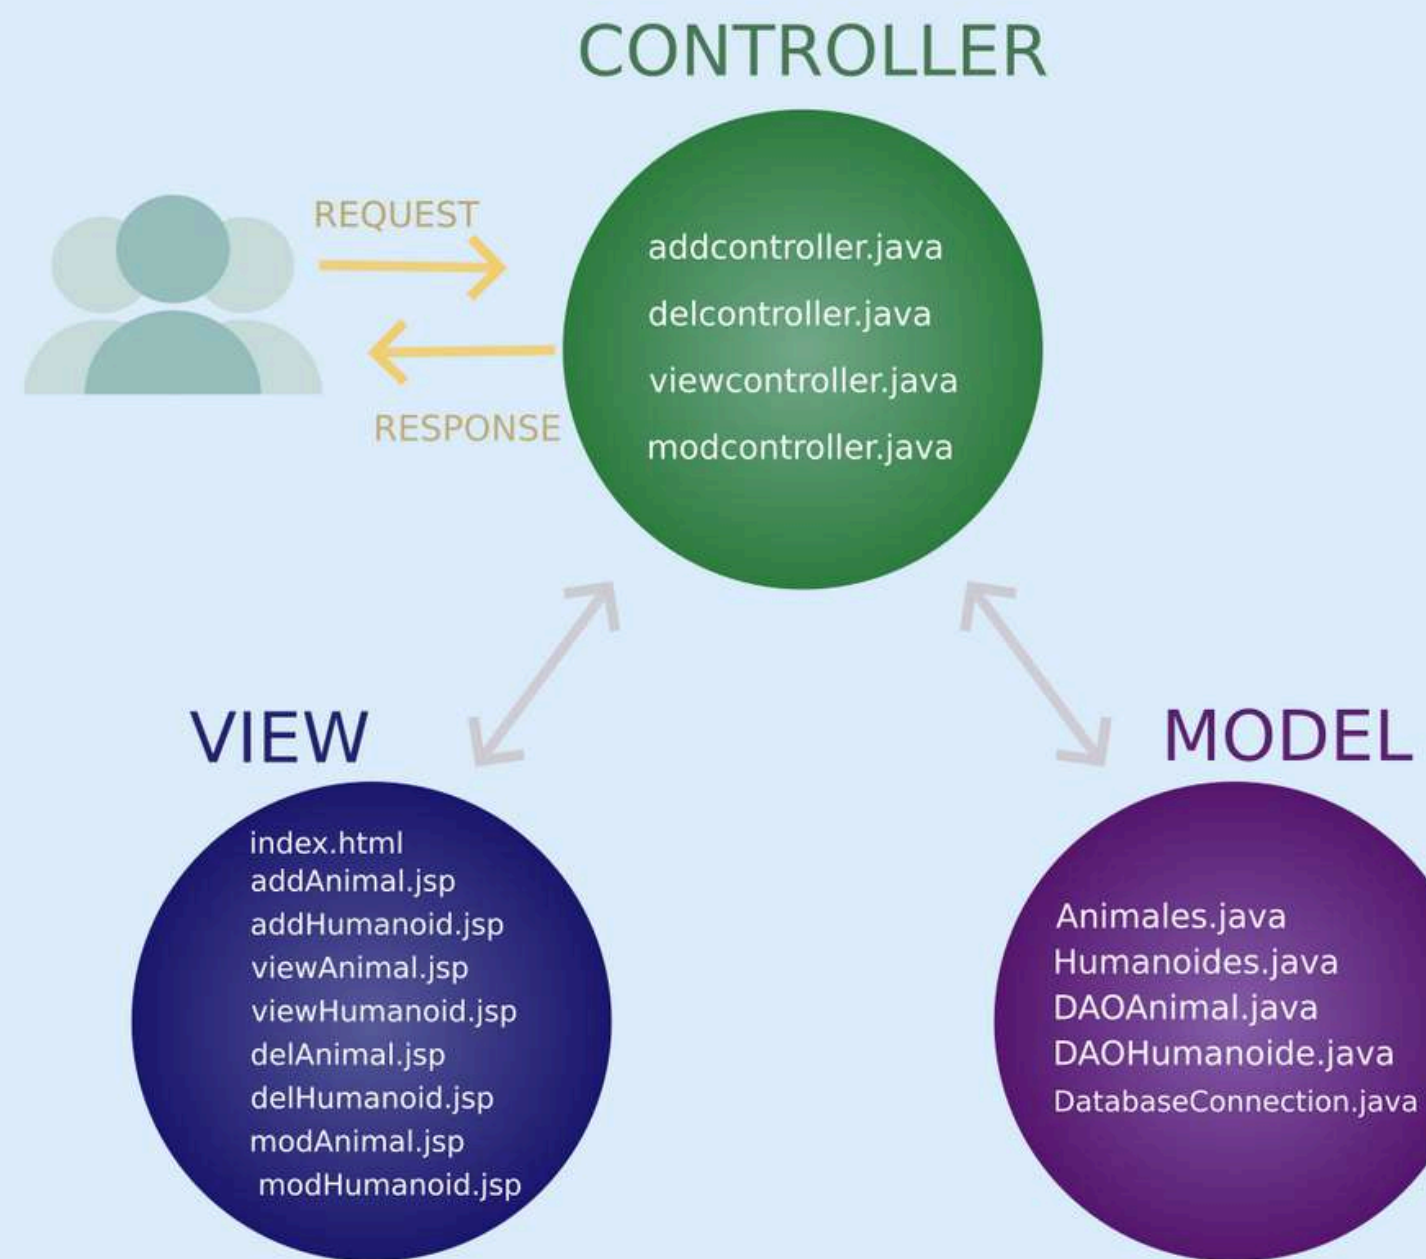 CONTROLLER
REQUEST
RESPONSE
addcontroller.java
delcontroller.java
viewcontroller.java
modcontroller.java
VIEW
index.html
addAnimal.jsp
addHumanoid.jsp
viewAnimal.jsp
viewHumanoid.jsp
delAnimal.jsp
delHumanoid.jsp
modAnimal.jsp
modHumanoid.jsp
MODEL
Animales.java
Humanoides.java
DAOAnimal.java
DAOHumanoide.java
DatabaseConnection.java